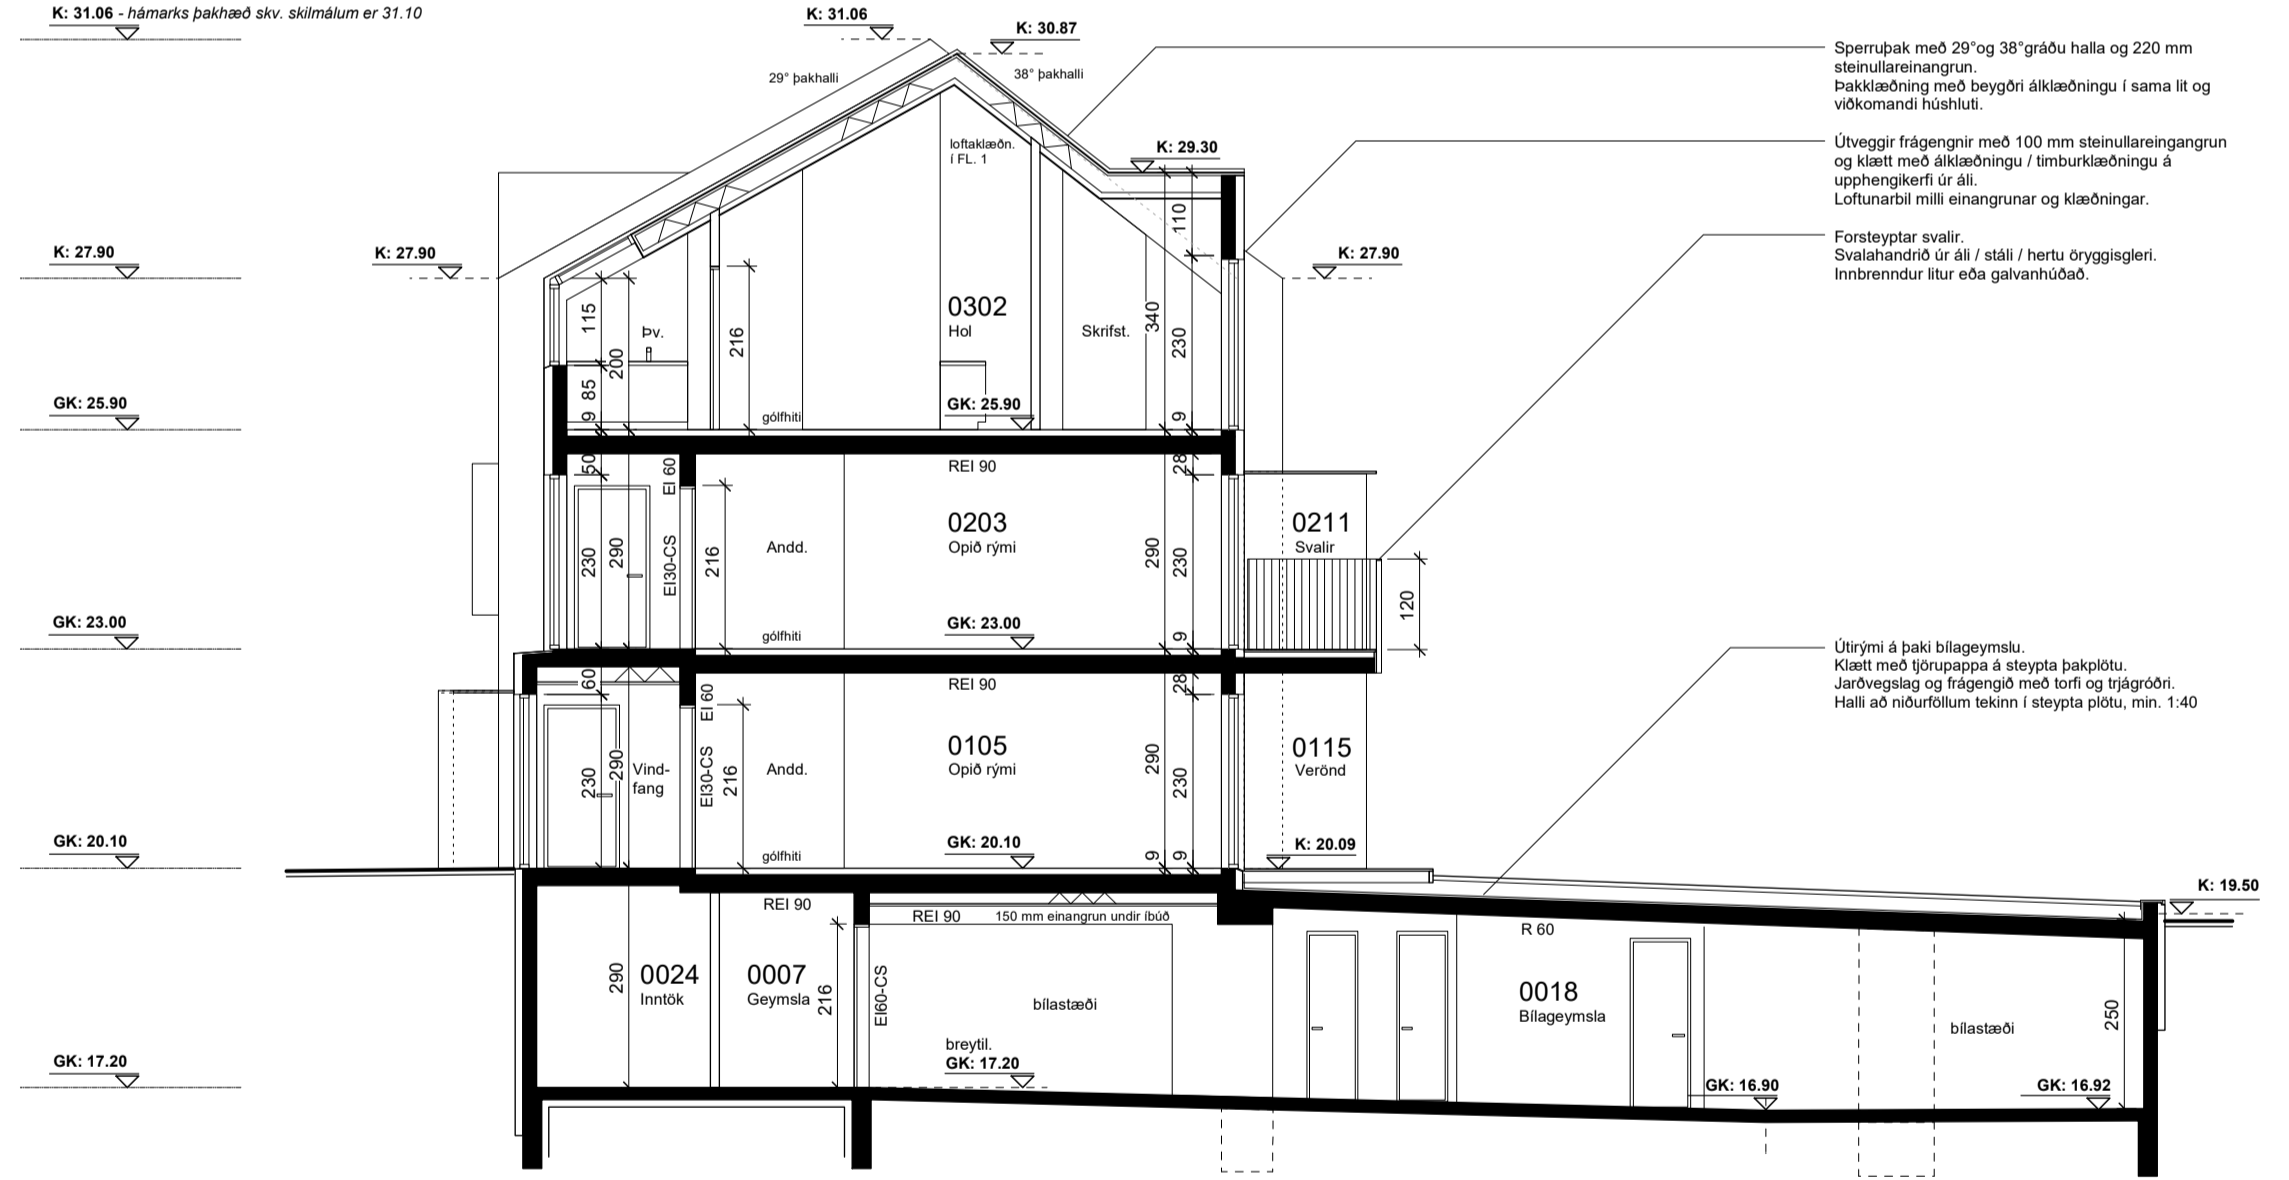 K: 31.06 - hámarks þakhæð skv. skilmálum er 31.10
K: 31.06
K: 30.87
29° þakhalli
38° þakhalli
Sperruþak með 29°og 38°gráðu halla og 220 mm
steinullareinangrun.
Þakklæðning með beygðri álklæðningu í sama lit og
viðkomandi húshluti.
loftaklæðn.
í FL. 1
K: 29.30
Útveggir frágengnir með 100 mm steinullareingangrun
og klætt með álklæðningu / timburklæðningu á
upphengikerfi úr áli.
Loftunarbil milli einangrunar og klæðningar.
110
K: 27.90
K: 27.90
K: 27.90
Forsteyptar svalir.
Svalahandrið úr áli / stáli / hertu öryggisgleri.
Innbrenndur litur eða galvanhúðað.
115
200
Þv.
216
0302
Hol
Skrifst.
340
230
85
9
GK: 25.90
gólfhiti
GK: 25.90
9
50
EI 60
REI 90
28
230
290
EI30-CS
216
Andd.
0203
Opið rými
290
230
0211
Svalir
120
GK: 23.00
gólfhiti
GK: 23.00
9
60
EI 60
REI 90
28
Útirými á þaki bílageymslu.
Klætt með tjörupappa á steypta þakplötu.
Jarðvegslag og frágengið með torfi og trjágróðri.
Halli að niðurföllum tekinn í steypta plötu, min. 1:40
230
290
Vind-
fang
EI30-CS
216
Andd.
0105
Opið rými
290
230
0115
Verönd
GK: 20.10
gólfhiti
GK: 20.10
9
9
K: 20.09
K: 19.50
REI 90
REI 90
150 mm einangrun undir íbúð
R 60
290
0024
Inntök
0007
Geymsla
216
EI60-CS
bílastæði
0018
Bílageymsla
250
bílastæði
breytil.
GK: 17.20
GK: 17.20
GK: 16.90
GK: 16.92